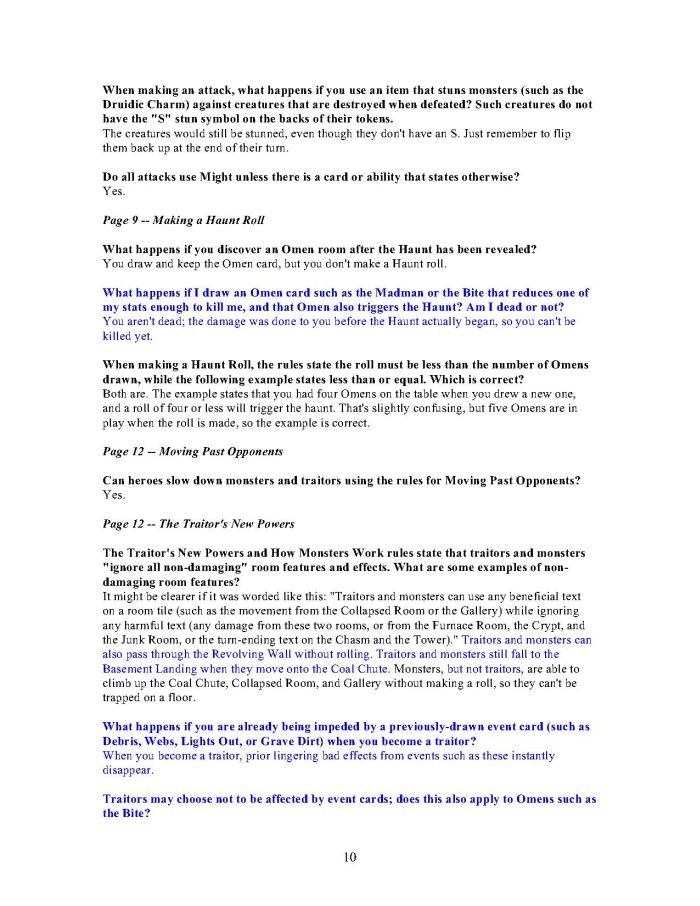 When making an attack, what happens if you use an item that stuns monsters (such as the
Druidic Charm) against creatures that are destroyed when defeated? Such creatures do not
have the "S" stun symbol on the backs of their tokens.
The creatures would still be stunned, even though they don't have an S. Just remember to flip
them back up at the end of their turn.
Do all attacks use Might unless there is a card or ability that states otherwise?
Yes.
Page 9 -- Making a Haunt Roll
What happens if you discover an Omen room after the Haunt has been revealed?
You draw and keep the Omen card, but you don't make a Haunt roll.
What happens if I draw an Omen card such as the Madman or the Bite that reduces one of
my stats enough to kill me, and that Omen also triggers the Haunt? Am I dead or not?
You aren't dead; the damage was done to you before the Haunt actually began, so you can't be
killed yet.
When making a Haunt Roll, the rules state the roll must be less than the number of Omens
drawn, while the following example states less than or equal. Which is correct?
Both are. The example states that you had four Omens on the table when you drew a new one,
and a roll of four or less will trigger the haunt. That's slightly confusing, but five Omens are in
play when the roll is made, so the example is correct.
Page 12 -- Moving Past Opponents
Can heroes slow down monsters and traitors using the rules for Moving Past Opponents?
Yes.
Page 12 -- The Traitor's New Powers
The Traitor's New Powers and How Monsters Work rules state that traitors and monsters
"ignore all non-damaging" room features and effects. What are some examples of non-
damaging room features?
It might be clearer if it was worded like this: "Traitors and monsters can use any beneficial text
on a room tile (such as the movement from the Collapsed Room or the Gallery) while ignoring
any harmful text (any damage from these two rooms, or from the Furnace Room, the Crypt, and
the Junk Room, or the turn-ending text on the Chasm and the Tower)." Traitors and monsters can
also pass through the Revolving Wall without rolling. Traitors and monsters still fall to the
Basement Landing when they move onto the Coal Chute. Monsters, but not traitors, are able to
climb up the Coal Chute, Collapsed Room, and Gallery without making a roll, so they can't be
trapped on a floor.
What happens if you are already being impeded by a previously-drawn event card (such as
Debris, Webs, Lights Out, or Grave Dirt) when you become a traitor?
When you become a traitor, prior lingering bad effects from events such as these instantly
disappear.
Traitors may choose not to be affected by event cards; does this also apply to Omens such as
the Bite?
10